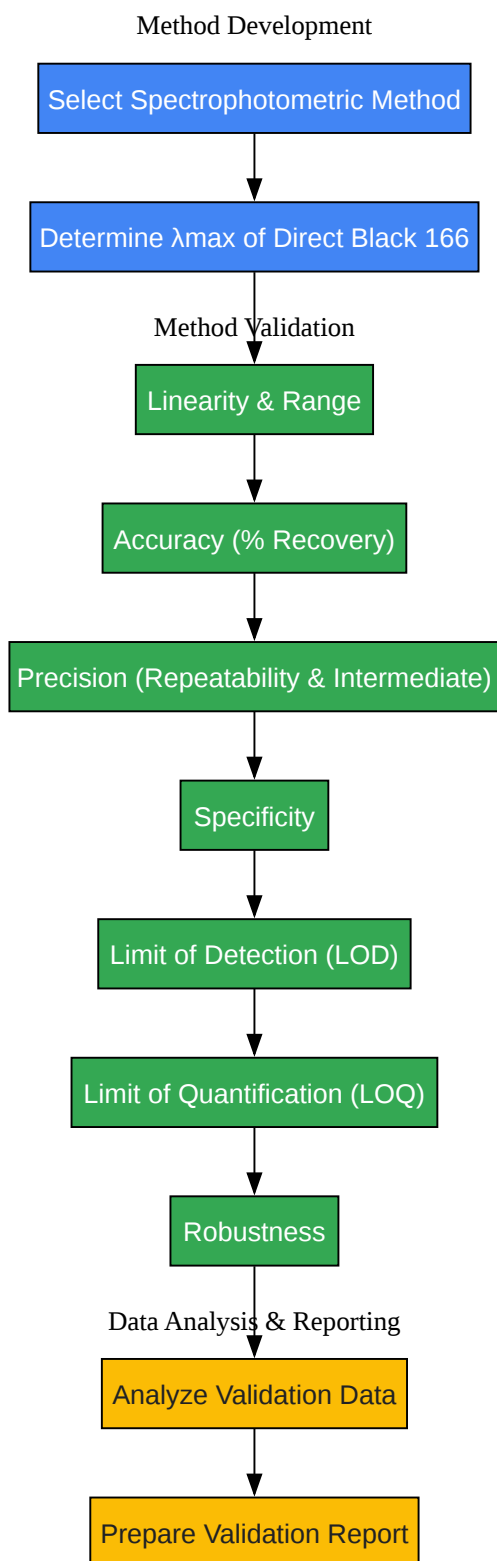 Method Development
Select Spectrophotometric Method
Determine λmax of Direct Black 166
Method Validation
Linearity & Range
Accuracy (% Recovery)
Precision (Repeatability & Intermediate)
Specificity
Limit of Detection (LOD)
Limit of Quantification (LOQ)
Robustness
Data Analysis & Reporting
Analyze Validation Data
Prepare Validation Report